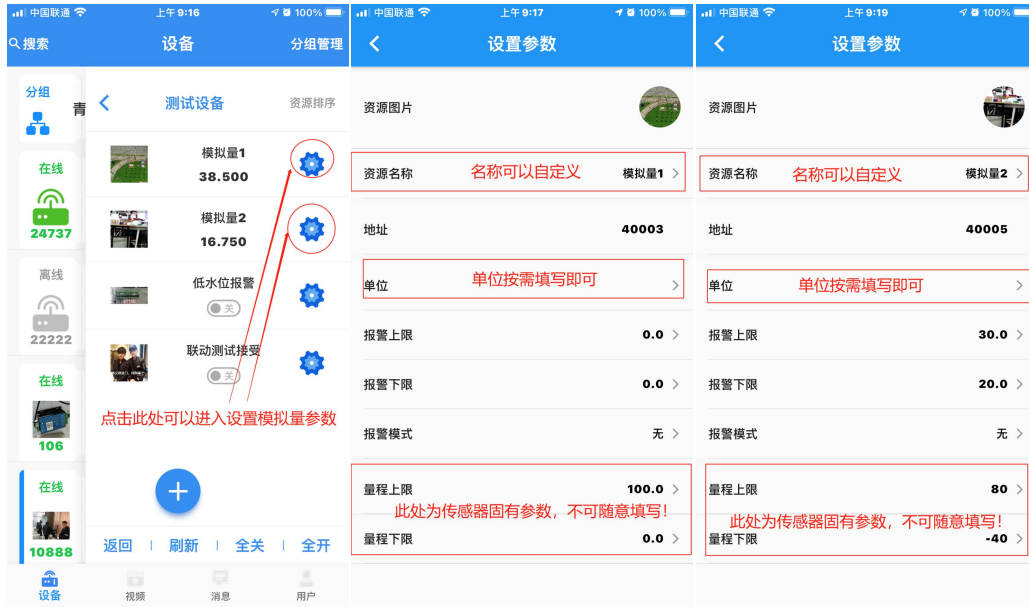 中国联通
上午 9:16
100%
搜索
设备
分组管理
分组
青
测试设备
资源排序
在线
24737
模拟量1
38.500
模拟量2
16.750
离线
22222
低水位报警
关
联动测试接受
关
在线
106
点击此处可以进入设置模拟量参数
在线
10888
返回
刷新
全关
全开
设备
视频
消息
用户
中国联通
上午 9:17
100%
设置参数
资源图片
资源名称
名称可以自定义
模拟量1
地址
40003
单位
单位按需填写即可
报警上限
0.0
报警下限
0.0
报警模式
无
量程上限
100.0
此处为传感器固有参数，不可随意填写！
量程下限
0.0
中国联通
上午 9:19
100%
设置参数
资源图片
资源名称
名称可以自定义
模拟量2
地址
40005
单位
单位按需填写即可
报警上限
30.0
报警下限
20.0
报警模式
无
量程上限
80
此处为传感器固有参数，不可随意填写！
量程下限
-40